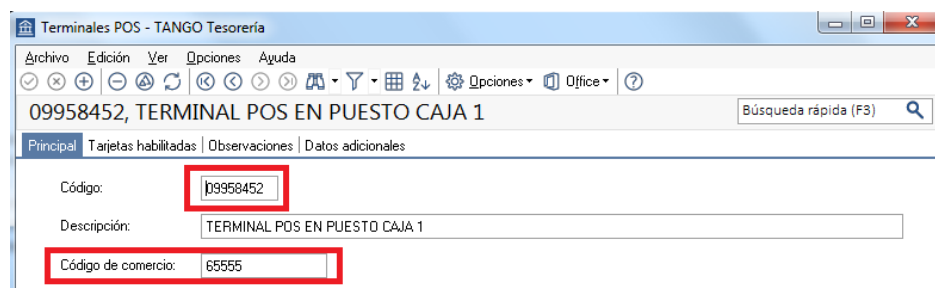 Terminales POS - TANGO Tesorería
Archivo Edición Ver Opciones Ayuda
Opciones Office
09958452, TERMINAL POS EN PUESTO CAJA 1 Búsqueda rápida (F3)
Principal Tarjetas habilitadas Observaciones Datos adicionales
Código: 09958452
Descripción: TERMINAL POS EN PUESTO CAJA 1
Código de comercio: 65555